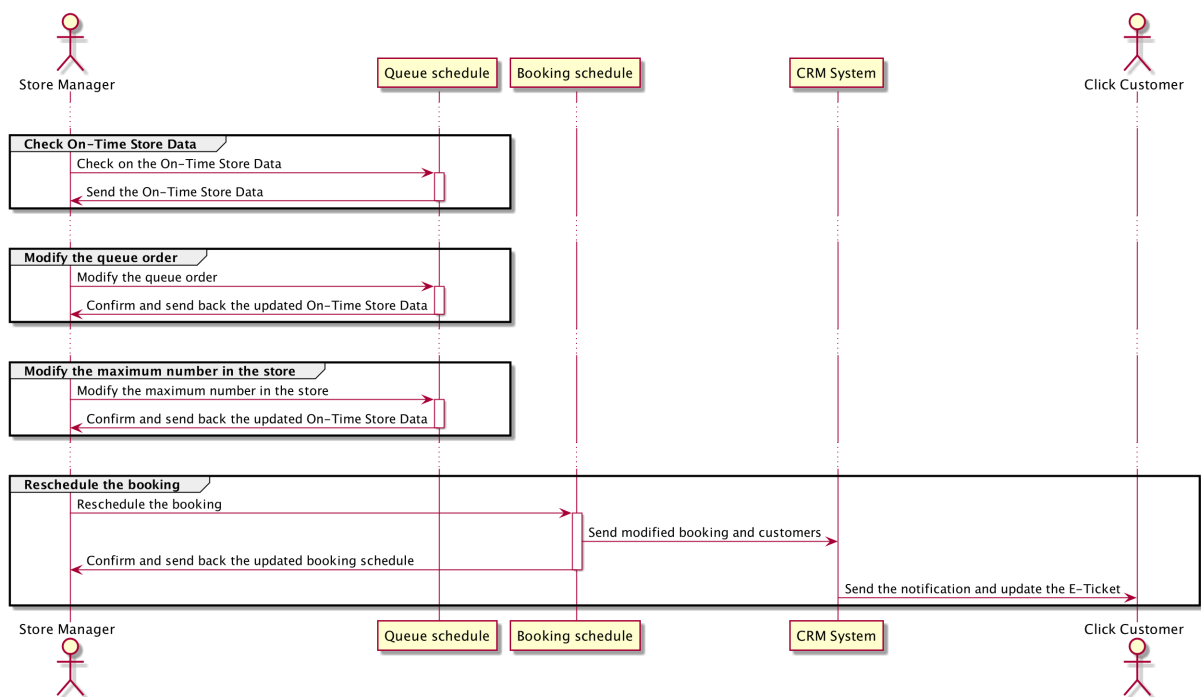 Store Manager
Queue schedule
Booking schedule
CRM System
Click Customer
Check On-Time Store Data
Check on the On-Time Store Data
Send the On-Time Store Data
Modify the queue order
Modify the queue order
Confirm and send back the updated On-Time Store Data
Modify the maximum number in the store
Modify the maximum number in the store
Confirm and send back the updated On-Time Store Data
Reschedule the booking
Reschedule the booking
Send modified booking and customers
Confirm and send back the updated booking schedule
Send the notification and update the E-Ticket
Store Manager
Queue schedule
Booking schedule
CRM System
Click Customer